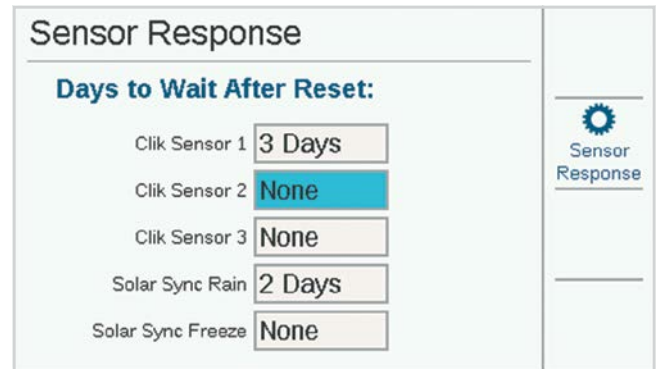 Sensor Response
Days to Wait After Reset:
Clik Sensor 1 3 Days
Clik Sensor 2 None
Clik Sensor 3 None
Solar Sync Rain 2 Days
Solar Sync Freeze None
Sensor
Response